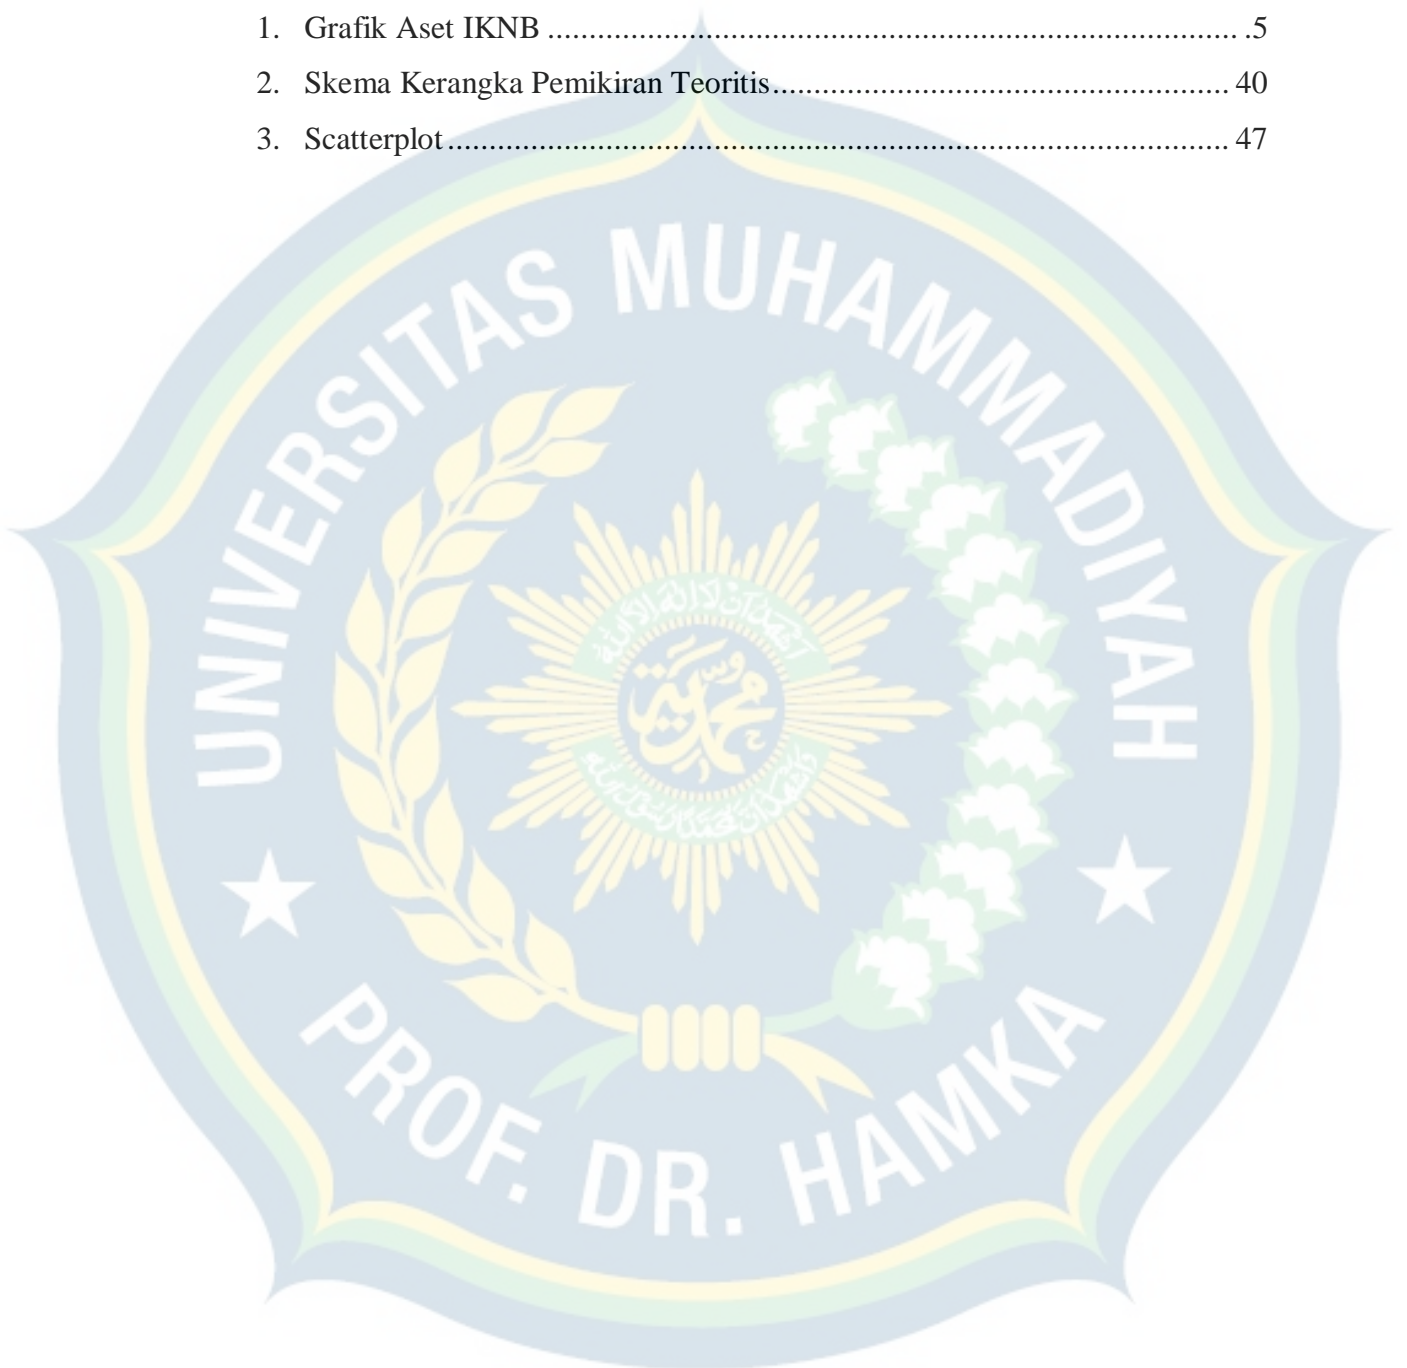 1. Grafik Aset IKNB ....................................................................................... .5
2. Skema Kerangka Pemikiran Teoritis.......................................................... 40
3. Scatterplot................................................................................................... 47
UNIVERSITAS MUHAMMADIYAH
PROF. DR. HAMKA
محمدية